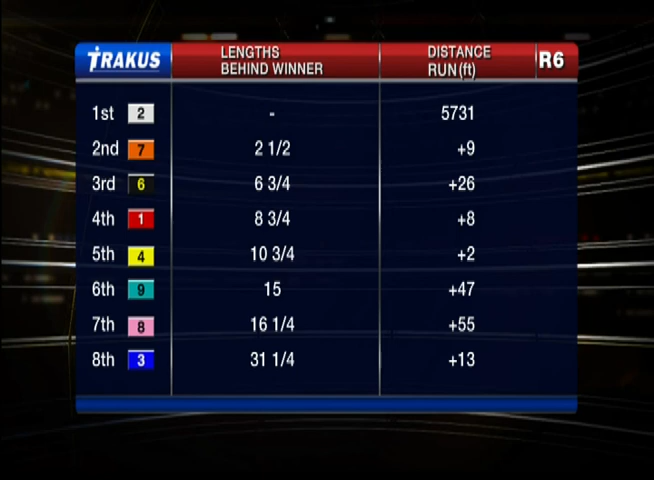 TRAKUS LENGTHS BEHIND WINNER DISTANCE RUN (ft) R6
1st 2 - 5731
2nd 7 2 1/2 +9
3rd 6 6 3/4 +26
4th 1 8 3/4 +8
5th 4 10 3/4 +2
6th 9 15 +47
7th 8 16 1/4 +55
8th 3 31 1/4 +13